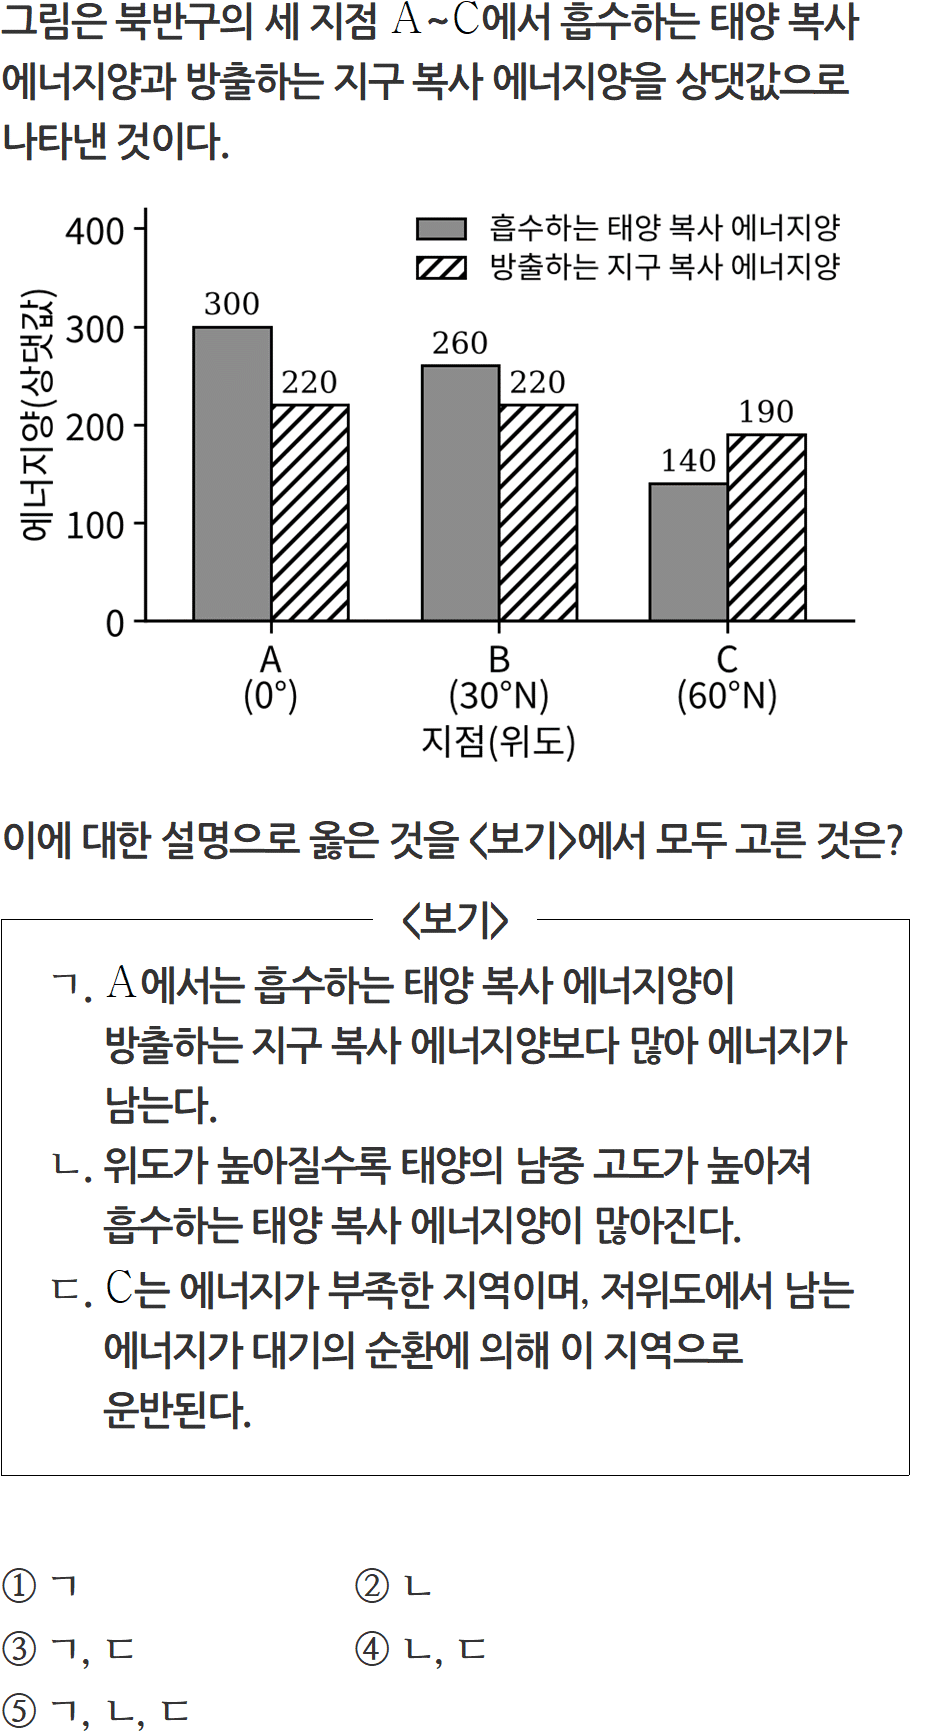 그림은 북반구의 세 지점 A~C에서 흡수하는 태양 복사
에너지양과 방출하는 지구 복사 에너지양을 상댓값으로
나타낸 것이다.
에너지양(상댓값)
400
300
200
100
0
흡수하는 태양 복사 에너지양
방출하는 지구 복사 에너지양
300
220
260
220
140
190
A
(0°)
B
(30°N)
C
(60°N)
지점(위도)
이에 대한 설명으로 옳은 것을 <보기>에서 모두 고른 것은?
<보기>
ㄱ. A에서는 흡수하는 태양 복사 에너지양이
방출하는 지구 복사 에너지양보다 많아 에너지가
남는다.
ㄴ. 위도가 높아질수록 태양의 남중 고도가 높아져
흡수하는 태양 복사 에너지양이 많아진다.
ㄷ. C는 에너지가 부족한 지역이며, 저위도에서 남는
에너지가 대기의 순환에 의해 이 지역으로
운반된다.
① ㄱ ② ㄴ
③ ㄱ, ㄷ ④ ㄴ, ㄷ
⑤ ㄱ, ㄴ, ㄷ